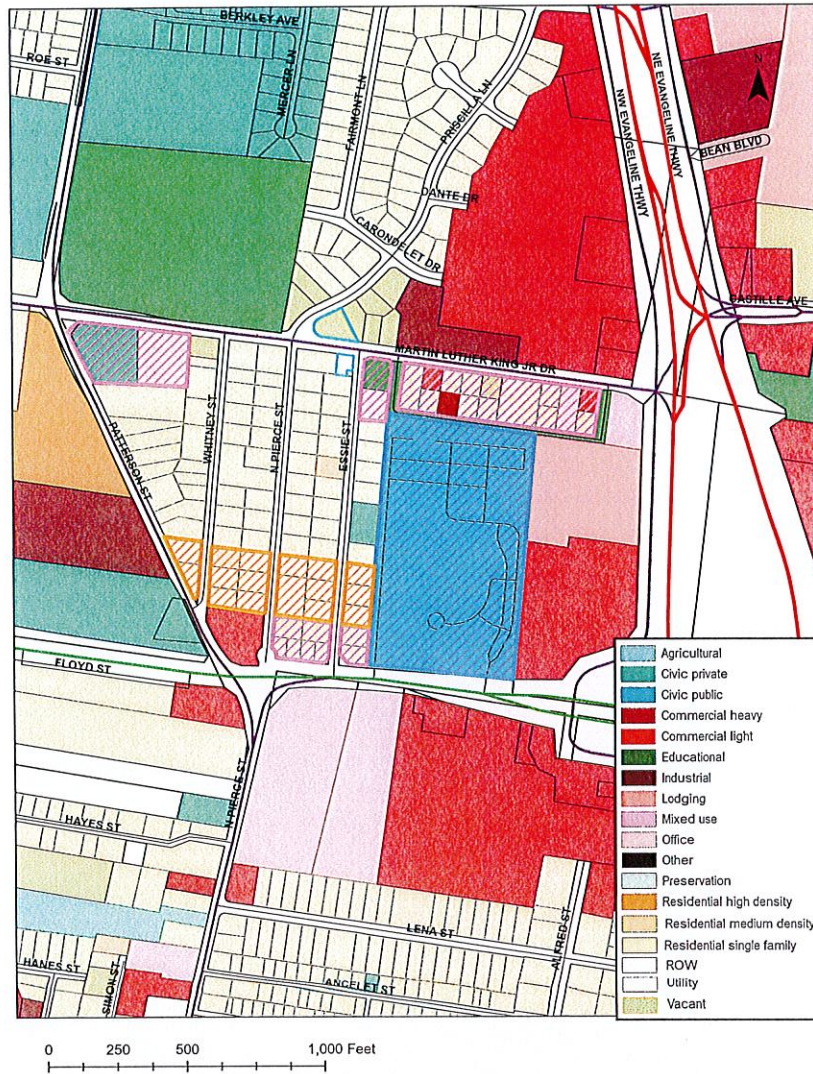 BERKLEY AVE
ROE ST
MERCER LN
FAIRMONT LN
PRISCILLA LN
NE EVANGELINE THWY
NW EVANGELINE THWY
N
BEAN BLVD
DANTE DR
CARONDELET DR
CASTILLE AVE
MARTIN LUTHER KING JR DR
WHITNEY ST
N PIERCE ST
ESSIE ST
PATTERSON ST
FLOYD ST
N PIERCE ST
HAYES ST
LENA ST
ALFRED ST
HANES ST
SIMON ST
ANGELET ST
Agricultural
Civic private
Civic public
Commercial heavy
Commercial light
Educational
Industrial
Lodging
Mixed use
Office
Other
Preservation
Residential high density
Residential medium density
Residential single family
ROW
Utility
Vacant
0 250 500 1,000 Feet